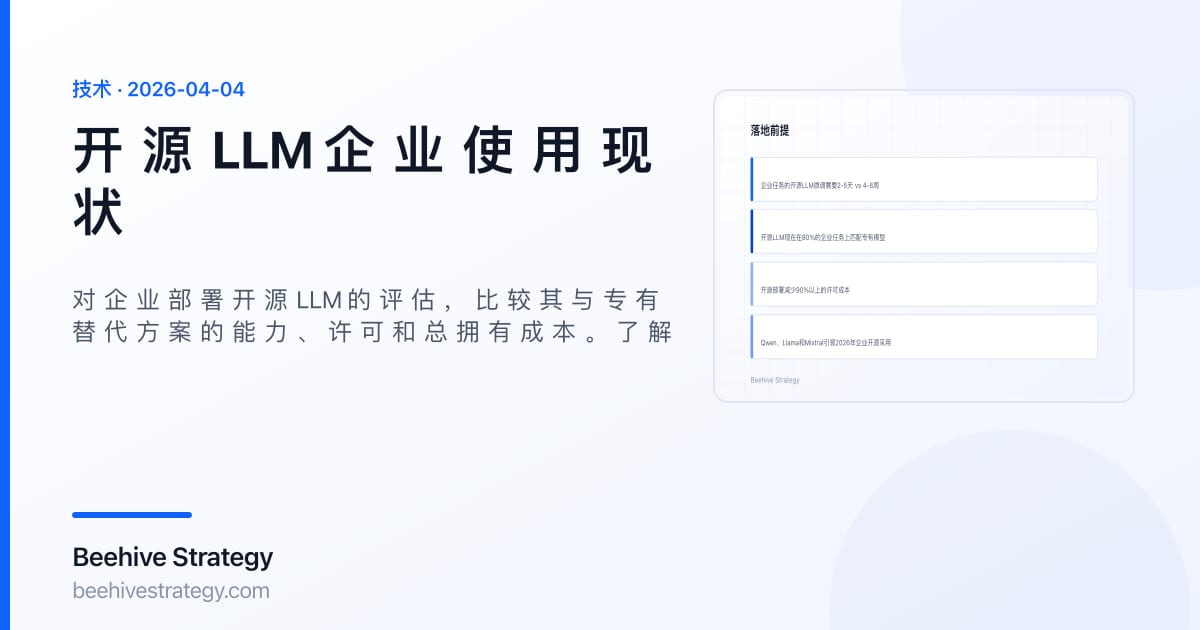 技术 · 2026-04-04
开源LLM企业使用现
状
对企业部署开源LLM的评估，比较其与专有
替代方案的能力、许可和总拥有成本。了解
Beehive Strategy
beehivestrategy.com
落地前提
企业任务的开源LLM微调需要2-5天 vs 4-8周
开源LLM现在在80%的企业任务上匹配专有模型
开源部署减少90%以上的许可成本
Qwen、Llama和Mistral引领2026年企业开源采用
Beehive Strategy